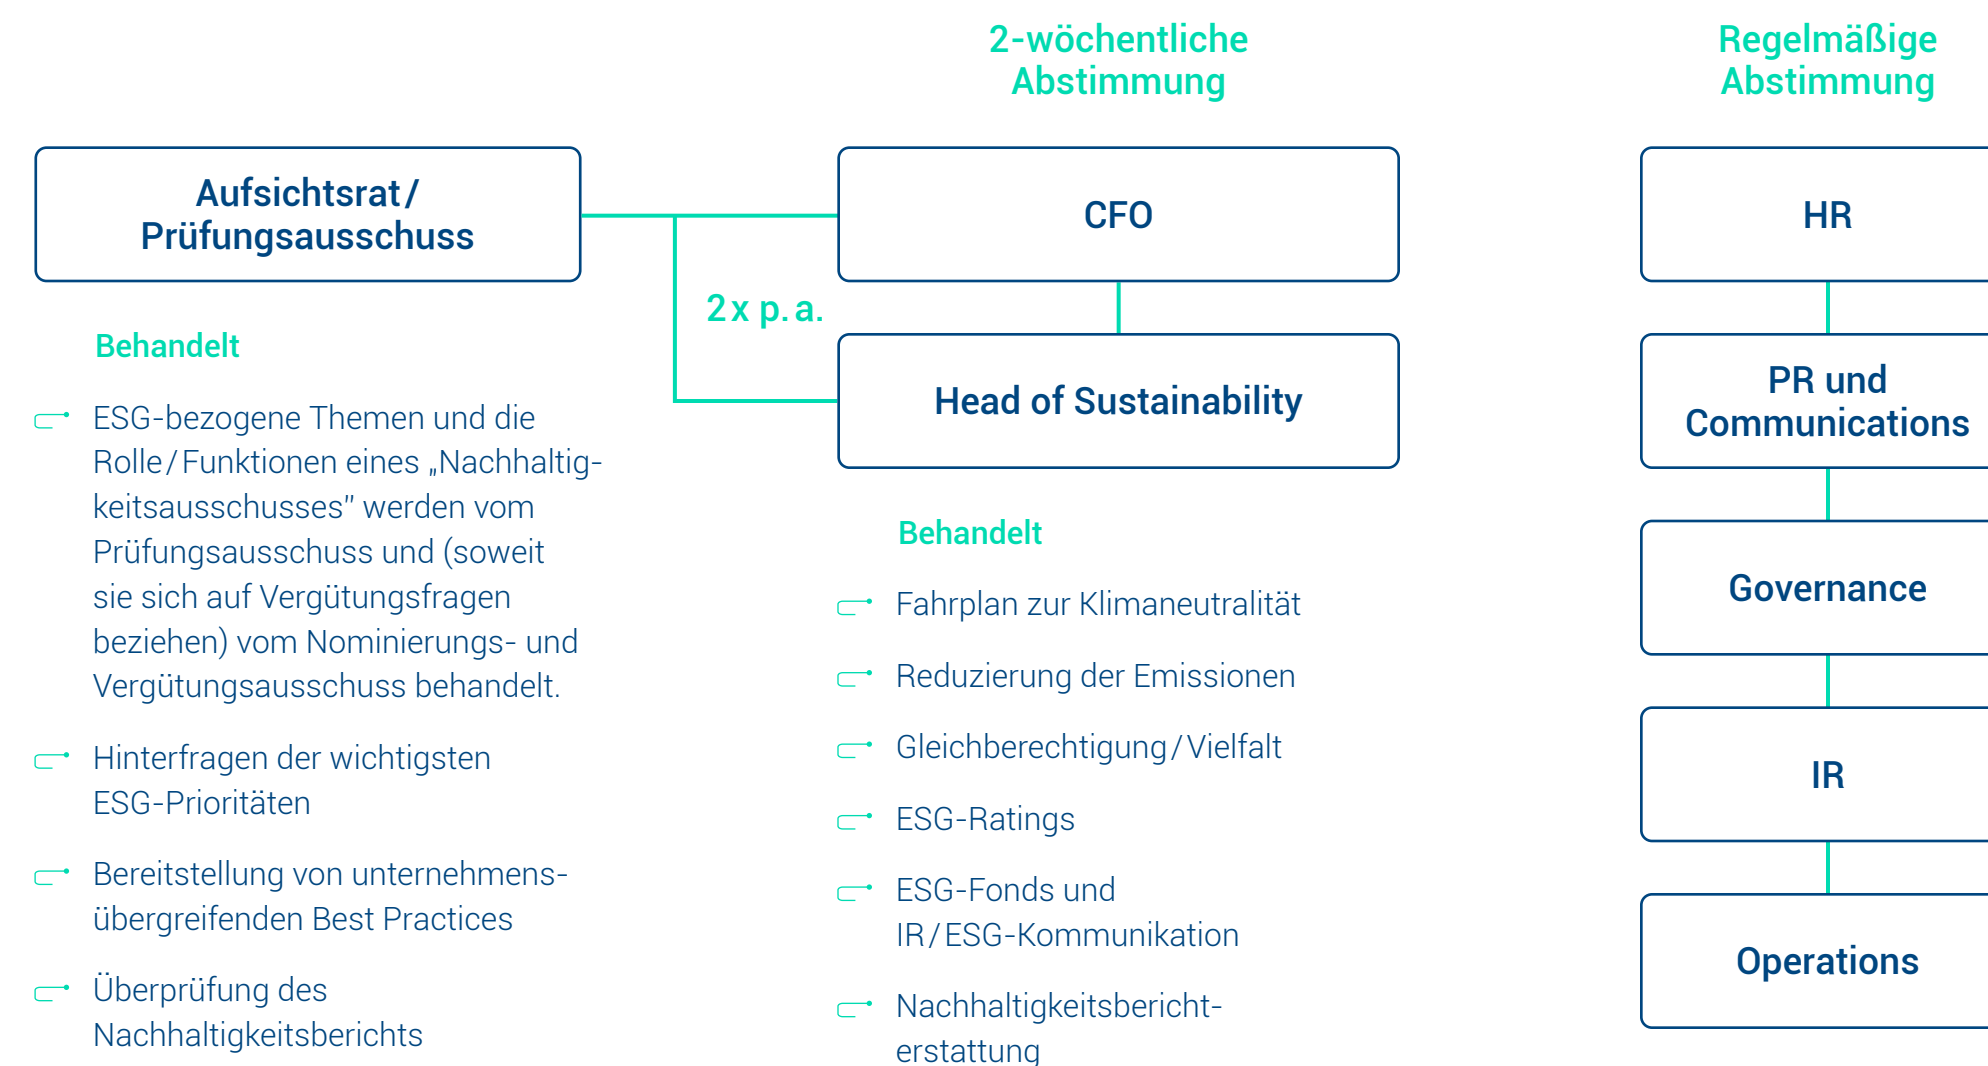 2-wöchentliche
Abstimmung
Regelmäßige
Abstimmung
Aufsichtsrat/
Prüfungsausschuss
2x p.a.
Behandelt
ESG-bezogene Themen und die
Rolle/Funktionen eines „Nachhaltig-
keitsausschusses" werden vom
Prüfungsausschuss und (soweit
sie sich auf Vergütungsfragen
beziehen) vom Nominierungs- und
Vergütungsausschuss behandelt.
Hinterfragen der wichtigsten
ESG-Prioritäten
Bereitstellung von unternehmens-
übergreifenden Best Practices
Überprüfung des
Nachhaltigkeitsberichts
CFO
Head of Sustainability
Behandelt
Fahrplan zur Klimaneutralität
Reduzierung der Emissionen
Gleichberechtigung/Vielfalt
ESG-Ratings
ESG-Fonds und
IR/ESG-Kommunikation
Nachhaltigkeitsbericht-
erstattung
HR
PR und
Communications
Governance
IR
Operations